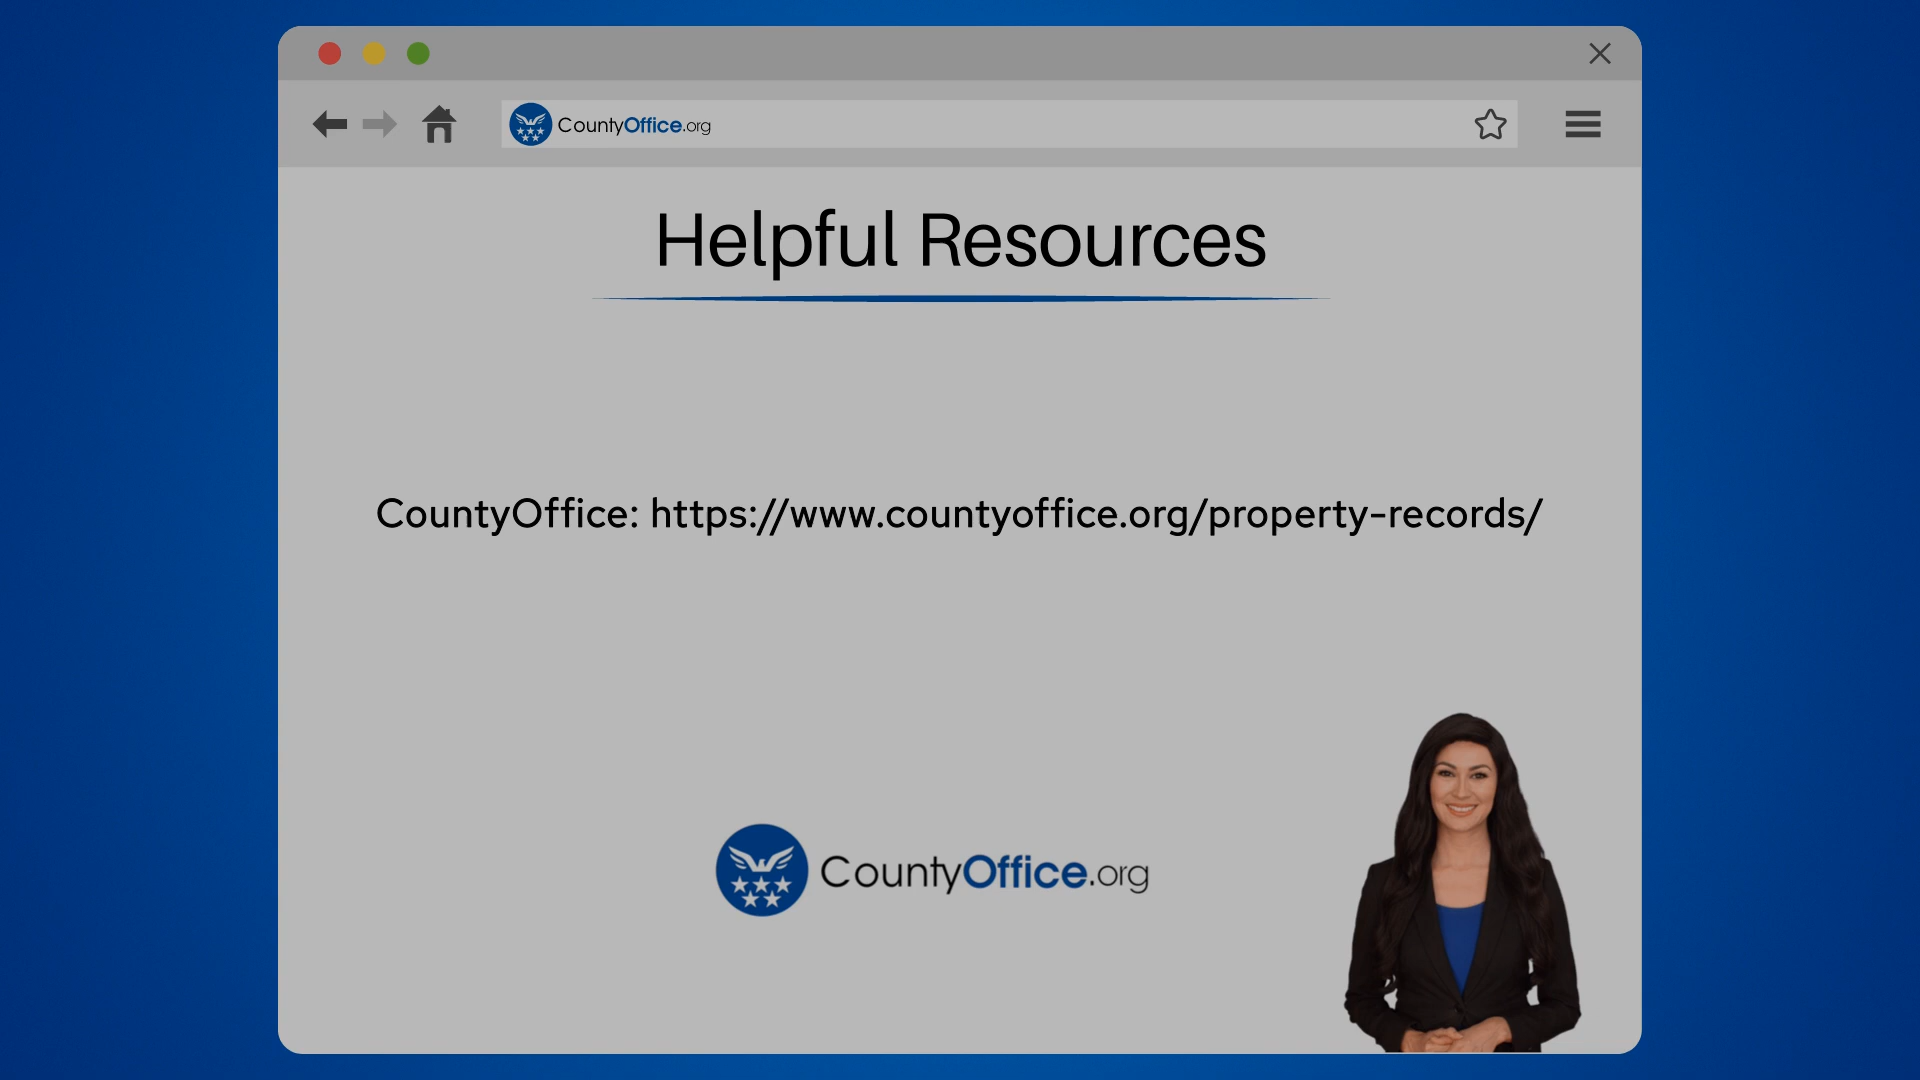 CountyOffice.org
Helpful Resources
CountyOffice: https://www.countyoffice.org/property-records/
CountyOffice.org